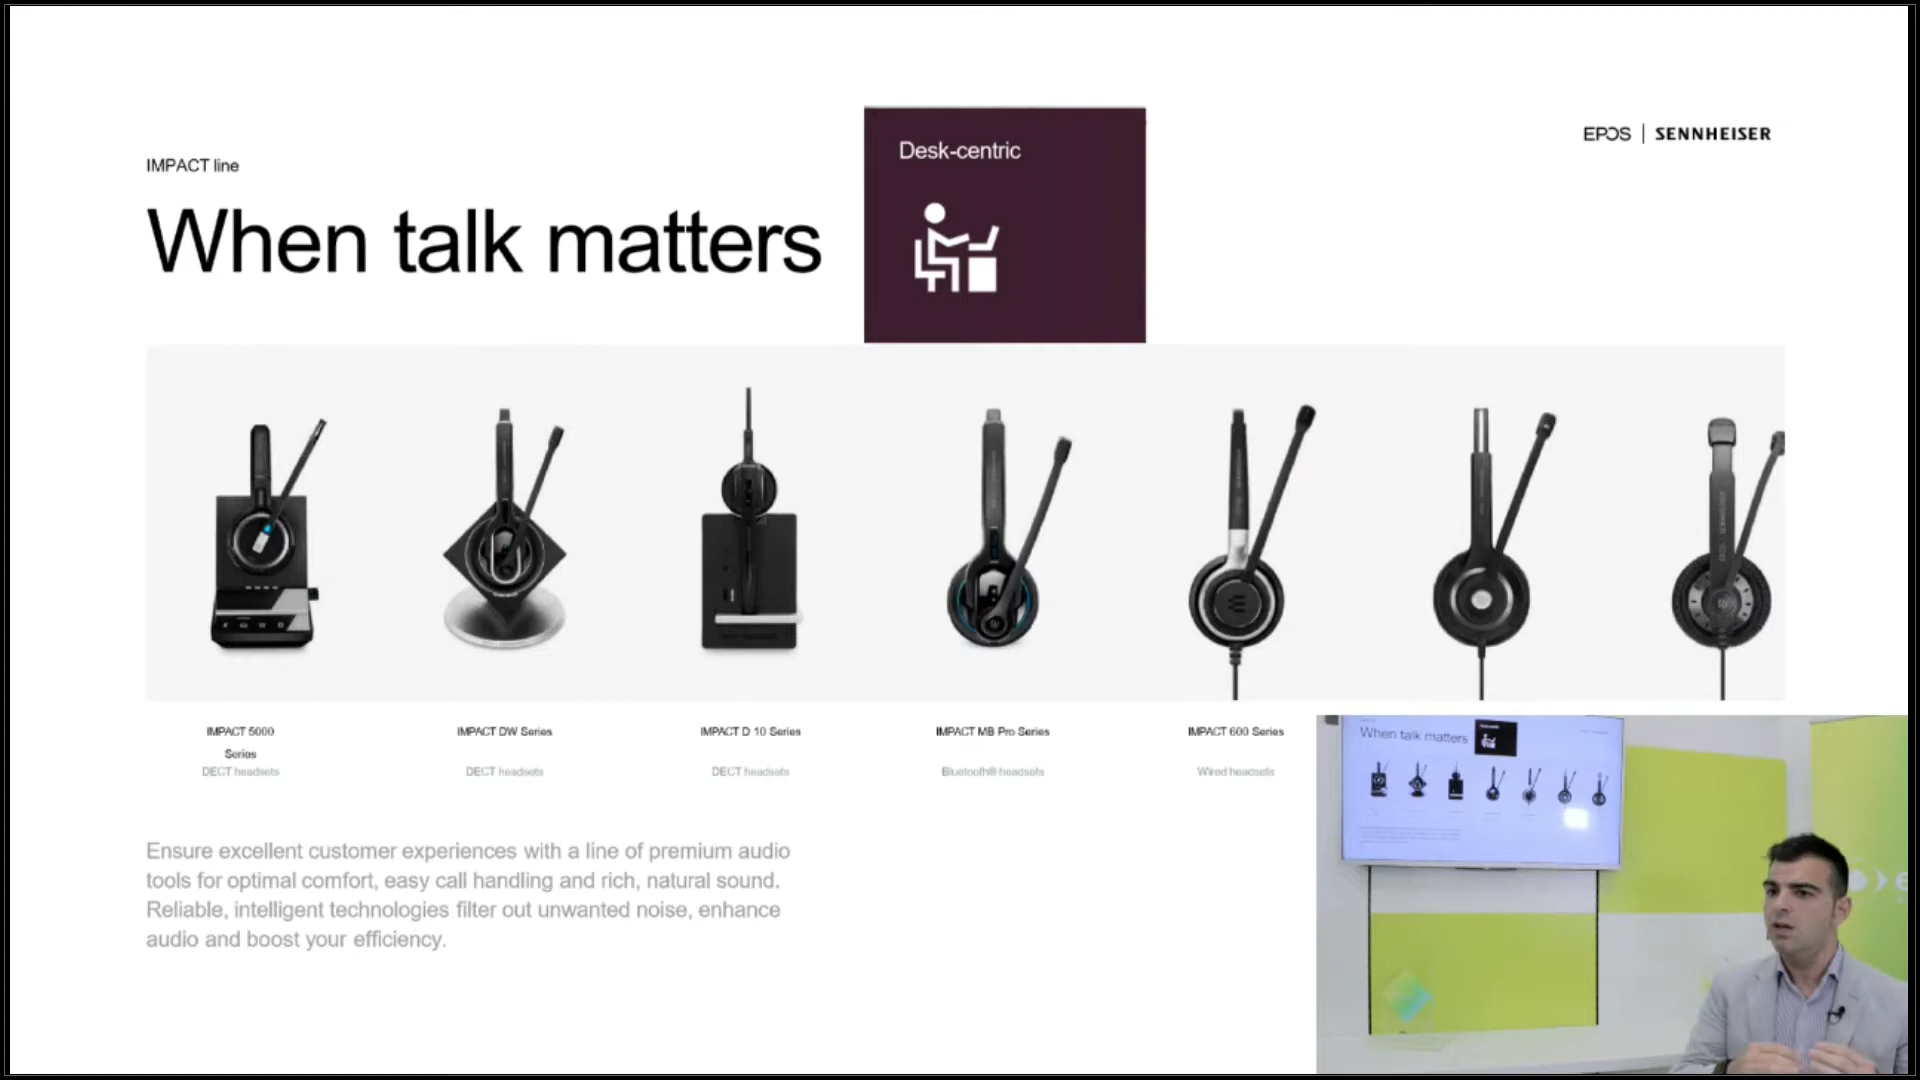 IMPACT line
When talk matters
Desk-centric
EPOS | SENNHEISER
IMPACT 5000
Series
DECT headsets
IMPACT DW Series
DECT headsets
IMPACT D 10 Series
DECT headsets
IMPACT MB Pro Series
Bluetooth® headsets
IMPACT 600 Series
Wired headsets
Ensure excellent customer experiences with a line of premium audio
tools for optimal comfort, easy call handling and rich, natural sound.
Reliable, intelligent technologies filter out unwanted noise, enhance
audio and boost your efficiency.
When talk matters